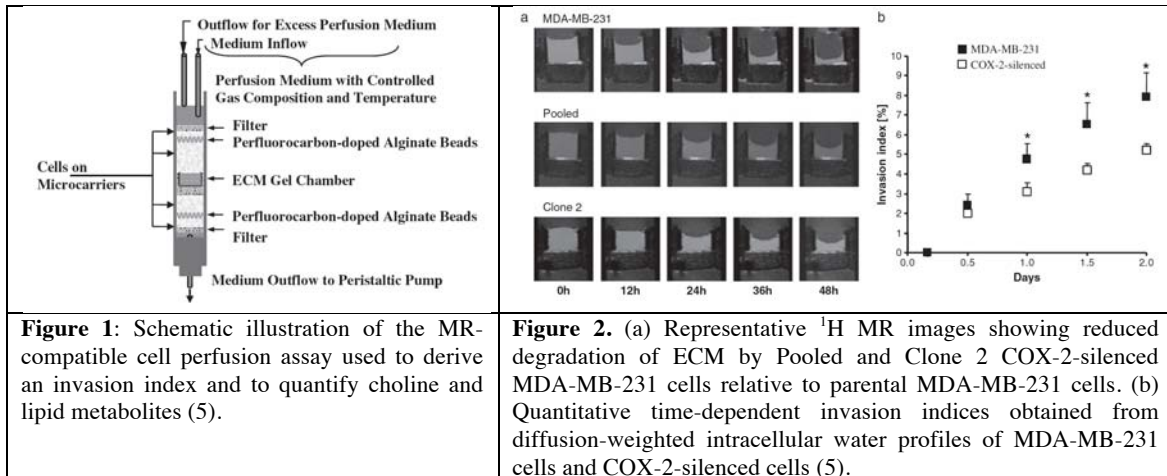 Outflow for Excess Perfusion Medium
Medium Inflow
Perfusion Medium with Controlled
Gas Composition and Temperature
Filter
Perfluorocarbon-doped Alginate Beads
Cells on
Microcarriers
ECM Gel Chamber
Perfluorocarbon-doped Alginate Beads
Filter
Medium Outflow to Peristaltic Pump
a
MDA-MB-231
Pooled
Clone 2
0h 12h 24h 36h 48h
b
MDA-MB-231
COX-2-silenced
Invasion index [%]
10
9
8
7
6
5
4
3
2
1
0
* * *
0.0 0.5 1.0 1.5 2.0
Days
Figure 1: Schematic illustration of the MR-
compatible cell perfusion assay used to derive
an invasion index and to quantify choline and
lipid metabolites (5).
Figure 2. (a) Representative ¹H MR images showing reduced
degradation of ECM by Pooled and Clone 2 COX-2-silenced
MDA-MB-231 cells relative to parental MDA-MB-231 cells. (b)
Quantitative time-dependent invasion indices obtained from
diffusion-weighted intracellular water profiles of MDA-MB-231
cells and COX-2-silenced cells (5).